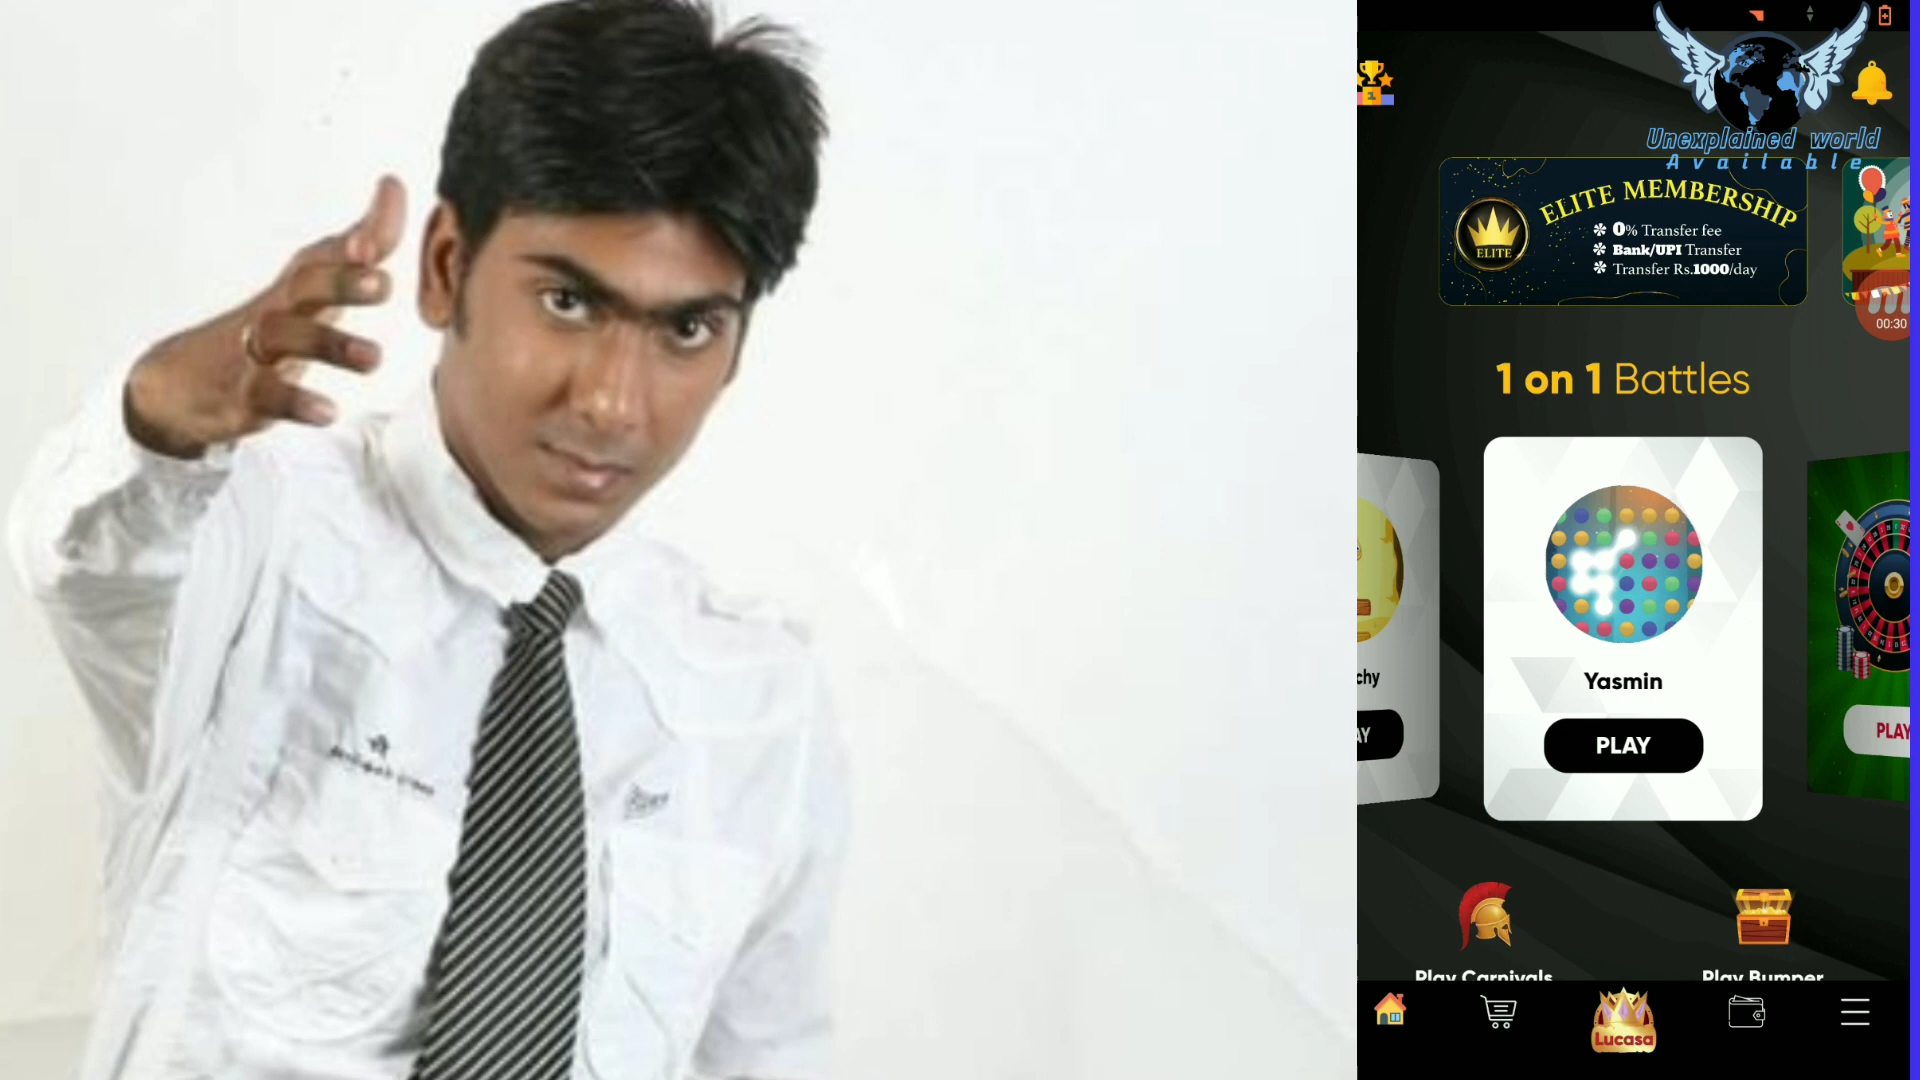 Unexplained world
Available
ELITE MEMBERSHIP
ELITE
0% Transfer fee
Bank/UPI Transfer
Transfer Rs.1000/day
00:30
1 on 1 Battles
chy
Yasmin
AY
PLAY
PLAY
Play Carnivals
Play Bumper
Lucasa